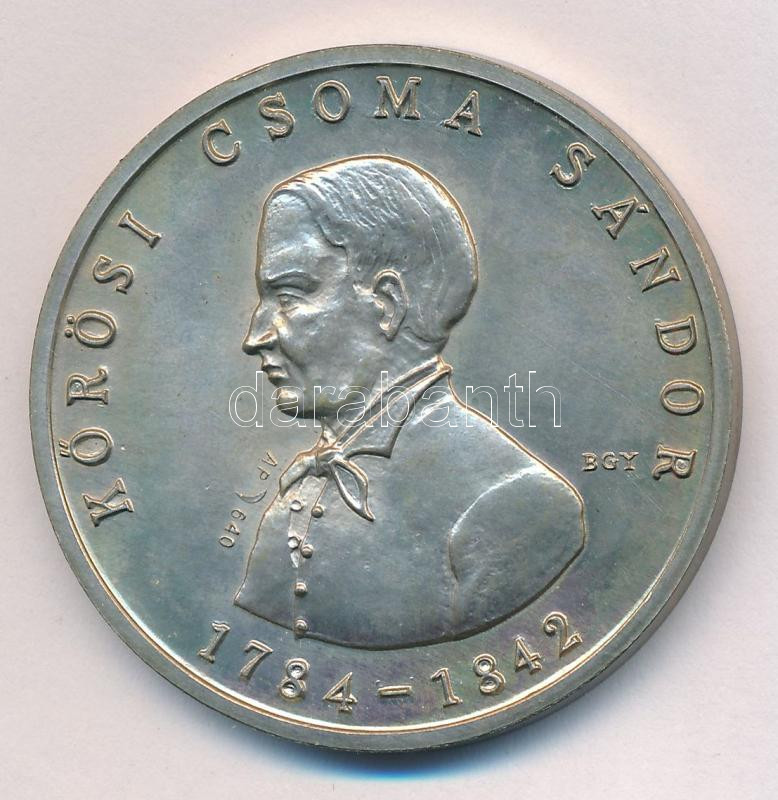 KŐRÖSI CSOMA SÁNDOR
darabanth
BGY
AP 640
1784-1842